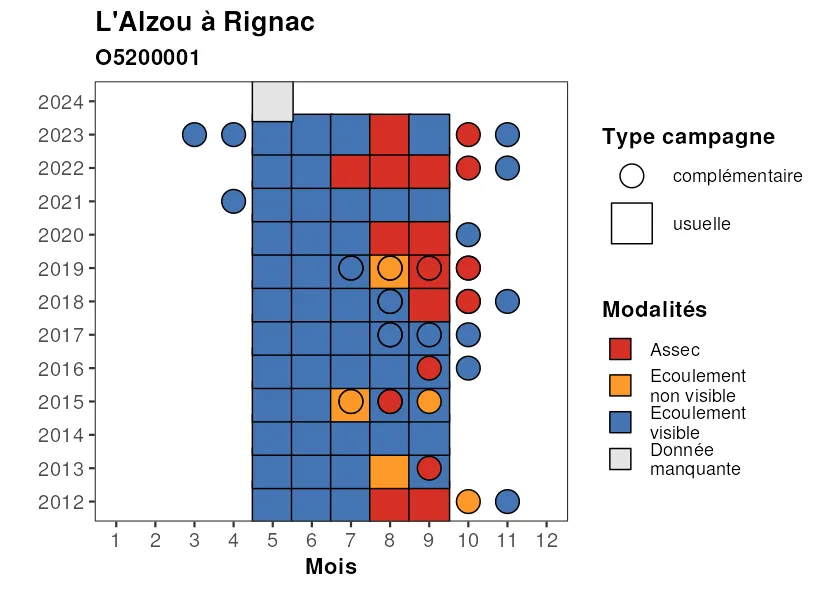 L'Alzou à Rignac
O5200001
2024
2023
2022
2021
2020
2019
2018
2017
2016
2015
2014
2013
2012
1 2 3 4 5 6 7 8 9 10 11 12
Mois
Type campagne
complémentaire
usuelle
Modalités
Assec
Ecoulement
non visible
Ecoulement
visible
Donnée
manquante